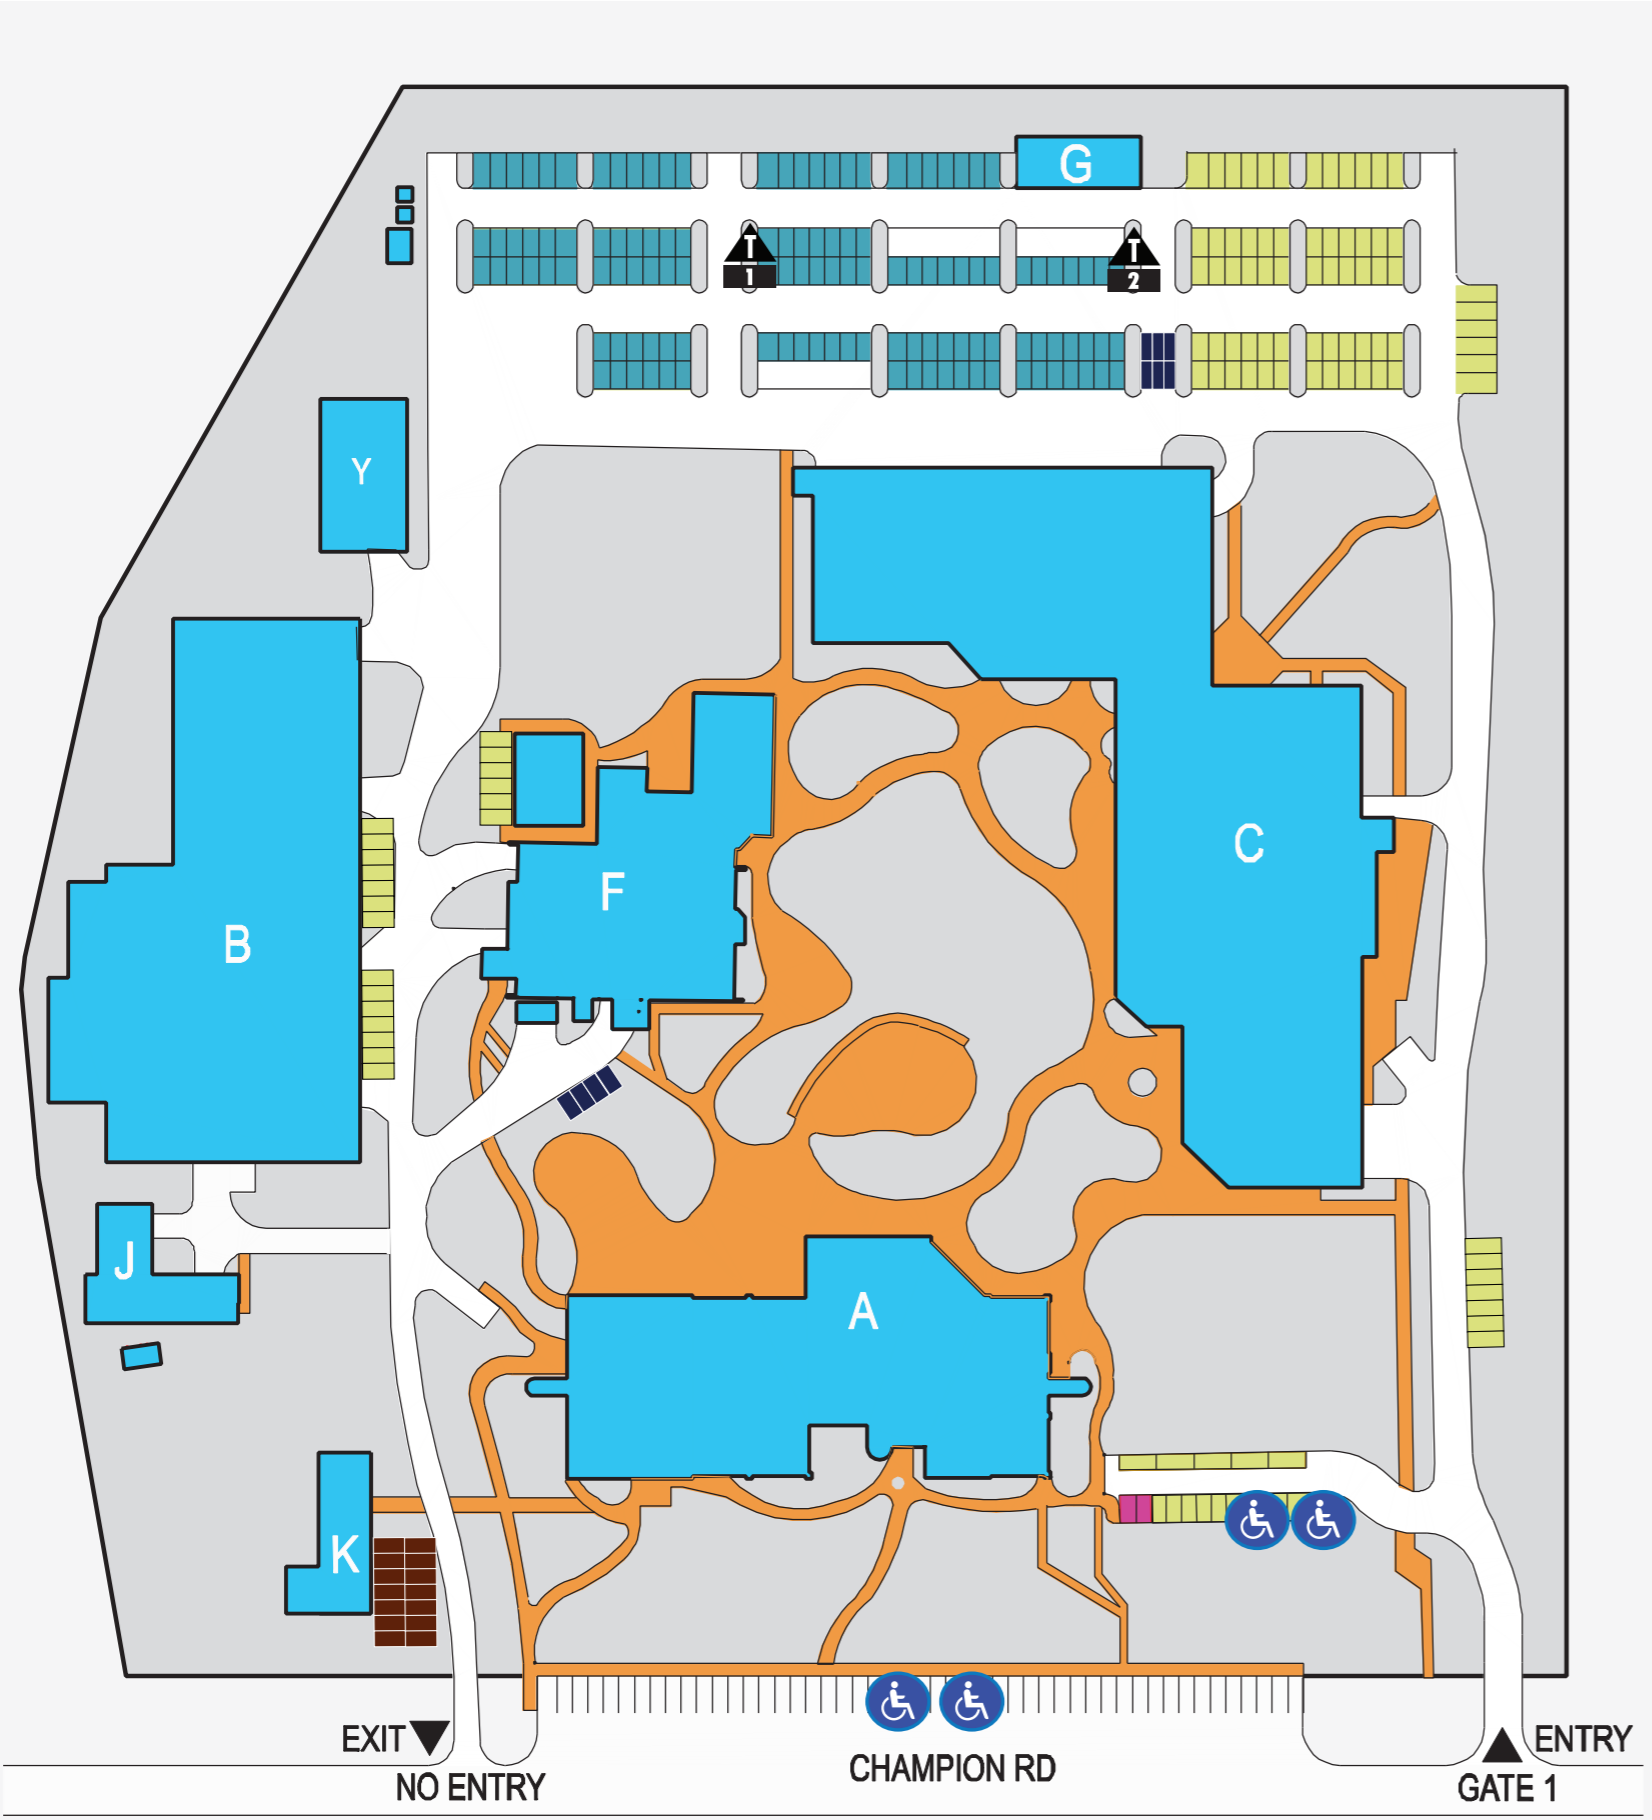 G
T
1
T
2
Y
C
F
B
J
A
K
EXIT
NO ENTRY
CHAMPION RD
ENTRY
GATE 1